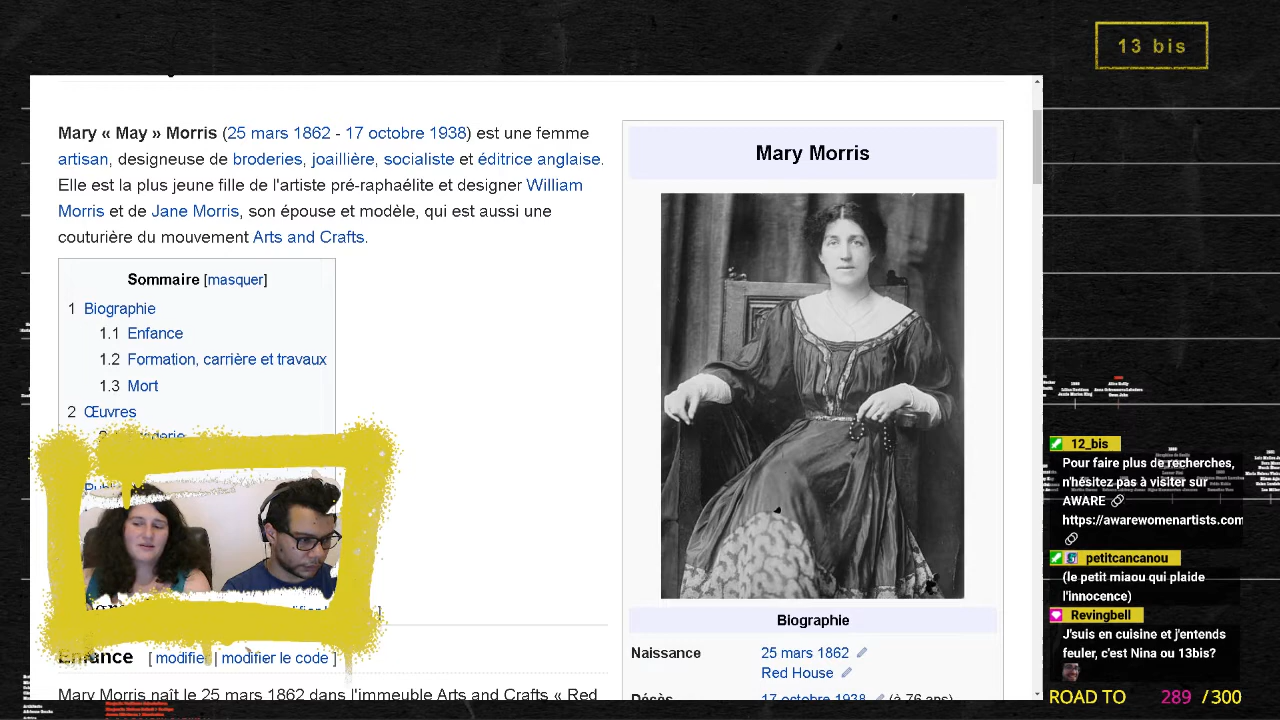 13 bis
Mary « May » Morris (25 mars 1862 - 17 octobre 1938) est une femme
artisan, designeuse de broderies, joaillière, socialiste et éditrice anglaise.
Elle est la plus jeune fille de l'artiste pré-raphaélite et designer William
Morris et de Jane Morris, son épouse et modèle, qui est aussi une
couturière du mouvement Arts and Crafts.
Sommaire [masquer]
1 Biographie
1.1 Enfance
1.2 Formation, carrière et travaux
1.3 Mort
2 Œuvres
Enfance [ modifier | modifier le code ]
Mary Morris naît le 25 mars 1862 dans l'immeuble Arts and Crafts « Red
Mary Morris
Biographie
Naissance 25 mars 1862
Red House
Décès 17 octobre 1938 (à 76 ans)
12_bis
Pour faire plus de recherches,
n'hésitez pas à visiter sur
AWARE
https://awarewomenartists.com
petitcancanou
(le petit miaou qui plaide
l'innocence)
Revingbell
J'suis en cuisine et j'entends
feuler, c'est Nina ou 13bis?
ROAD TO 289 / 300